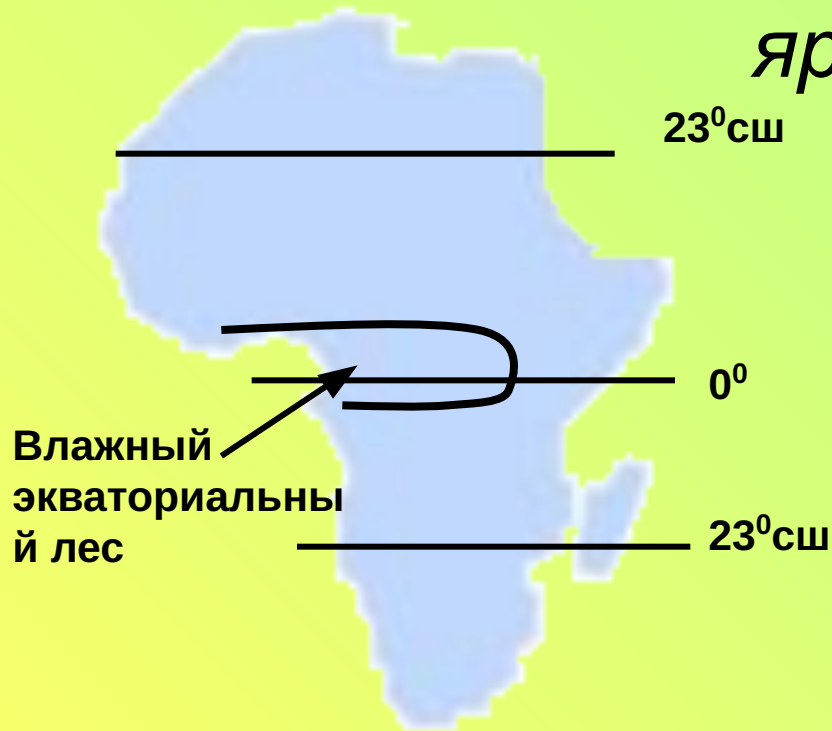 яр
23⁰сш
0⁰
Влажный
экваториальны
й лес
23⁰сш